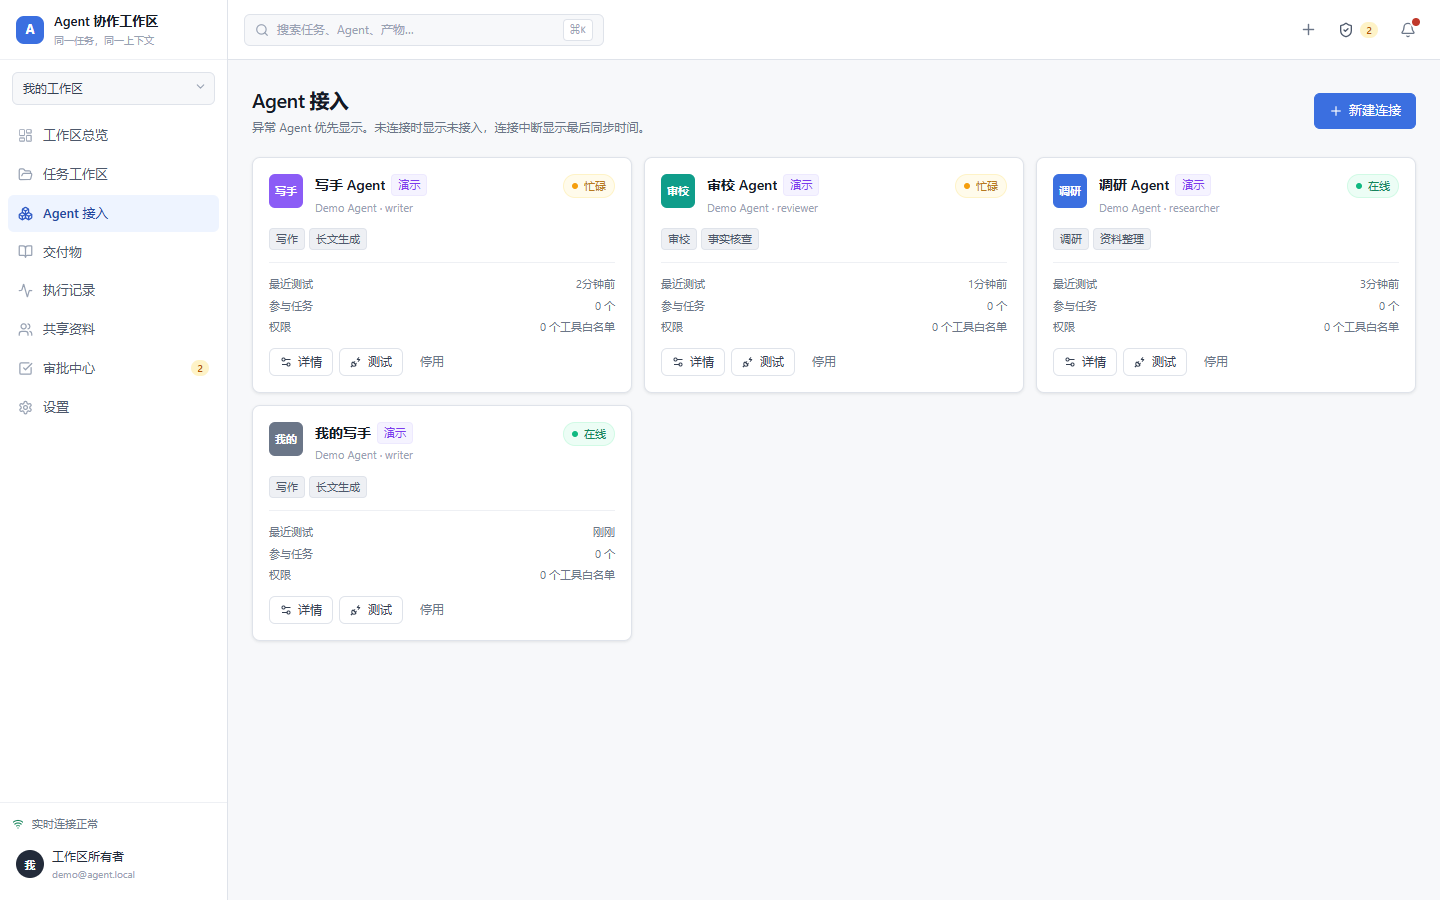 A
Agent 协作工作区
同一任务，同一上下文
搜索任务、Agent、产物...
⌘K
2
我的工作区
工作区总览
任务工作区
Agent 接入
交付物
执行记录
共享资料
审批中心
2
设置
实时连接正常
我
工作区所有者
demo@agent.local
Agent 接入
异常 Agent 优先显示。未连接时显示未接入，连接中断显示最后同步时间。
新建连接
写手
写手 Agent 演示
忙碌
Demo Agent · writer
写作 长文生成
最近测试 2分钟前
参与任务 0 个
权限 0 个工具白名单
详情 测试 停用
审校
审校 Agent 演示
忙碌
Demo Agent · reviewer
审校 事实核查
最近测试 1分钟前
参与任务 0 个
权限 0 个工具白名单
详情 测试 停用
调研
调研 Agent 演示
在线
Demo Agent · researcher
调研 资料整理
最近测试 3分钟前
参与任务 0 个
权限 0 个工具白名单
详情 测试 停用
我的
我的写手 演示
在线
Demo Agent · writer
写作 长文生成
最近测试 刚刚
参与任务 0 个
权限 0 个工具白名单
详情 测试 停用